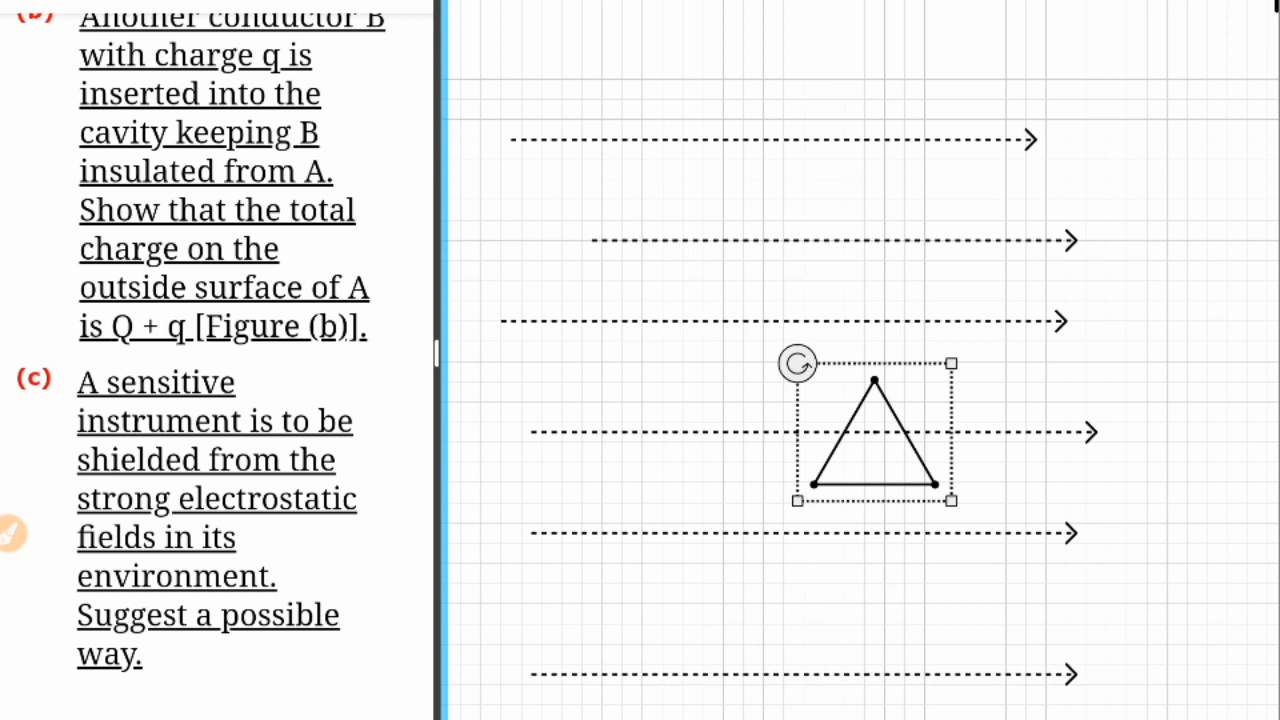 (b) Another conductor B
with charge q is
inserted into the
cavity keeping B
insulated from A.
Show that the total
charge on the
outside surface of A
is Q + q [Figure (b)].
(c) A sensitive
instrument is to be
shielded from the
strong electrostatic
fields in its
environment.
Suggest a possible
way.